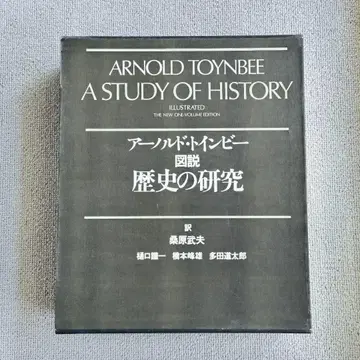 ARNOLD TOYNBEE
A STUDY OF HISTORY
ILLUSTRATED
THE NEW ONE-VOLUME EDITION
アーノルド・トインビー
図説
歴史の研究
訳
桑原武夫
樋口謹一 橋本峰雄 多田道太郎